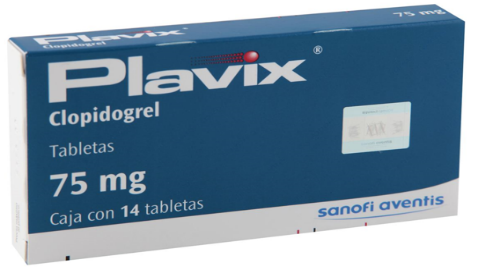 75 mg
Plavix®
Clopidogrel
Tabletas
75 mg
Caja con 14 tabletas
sanofi aventis